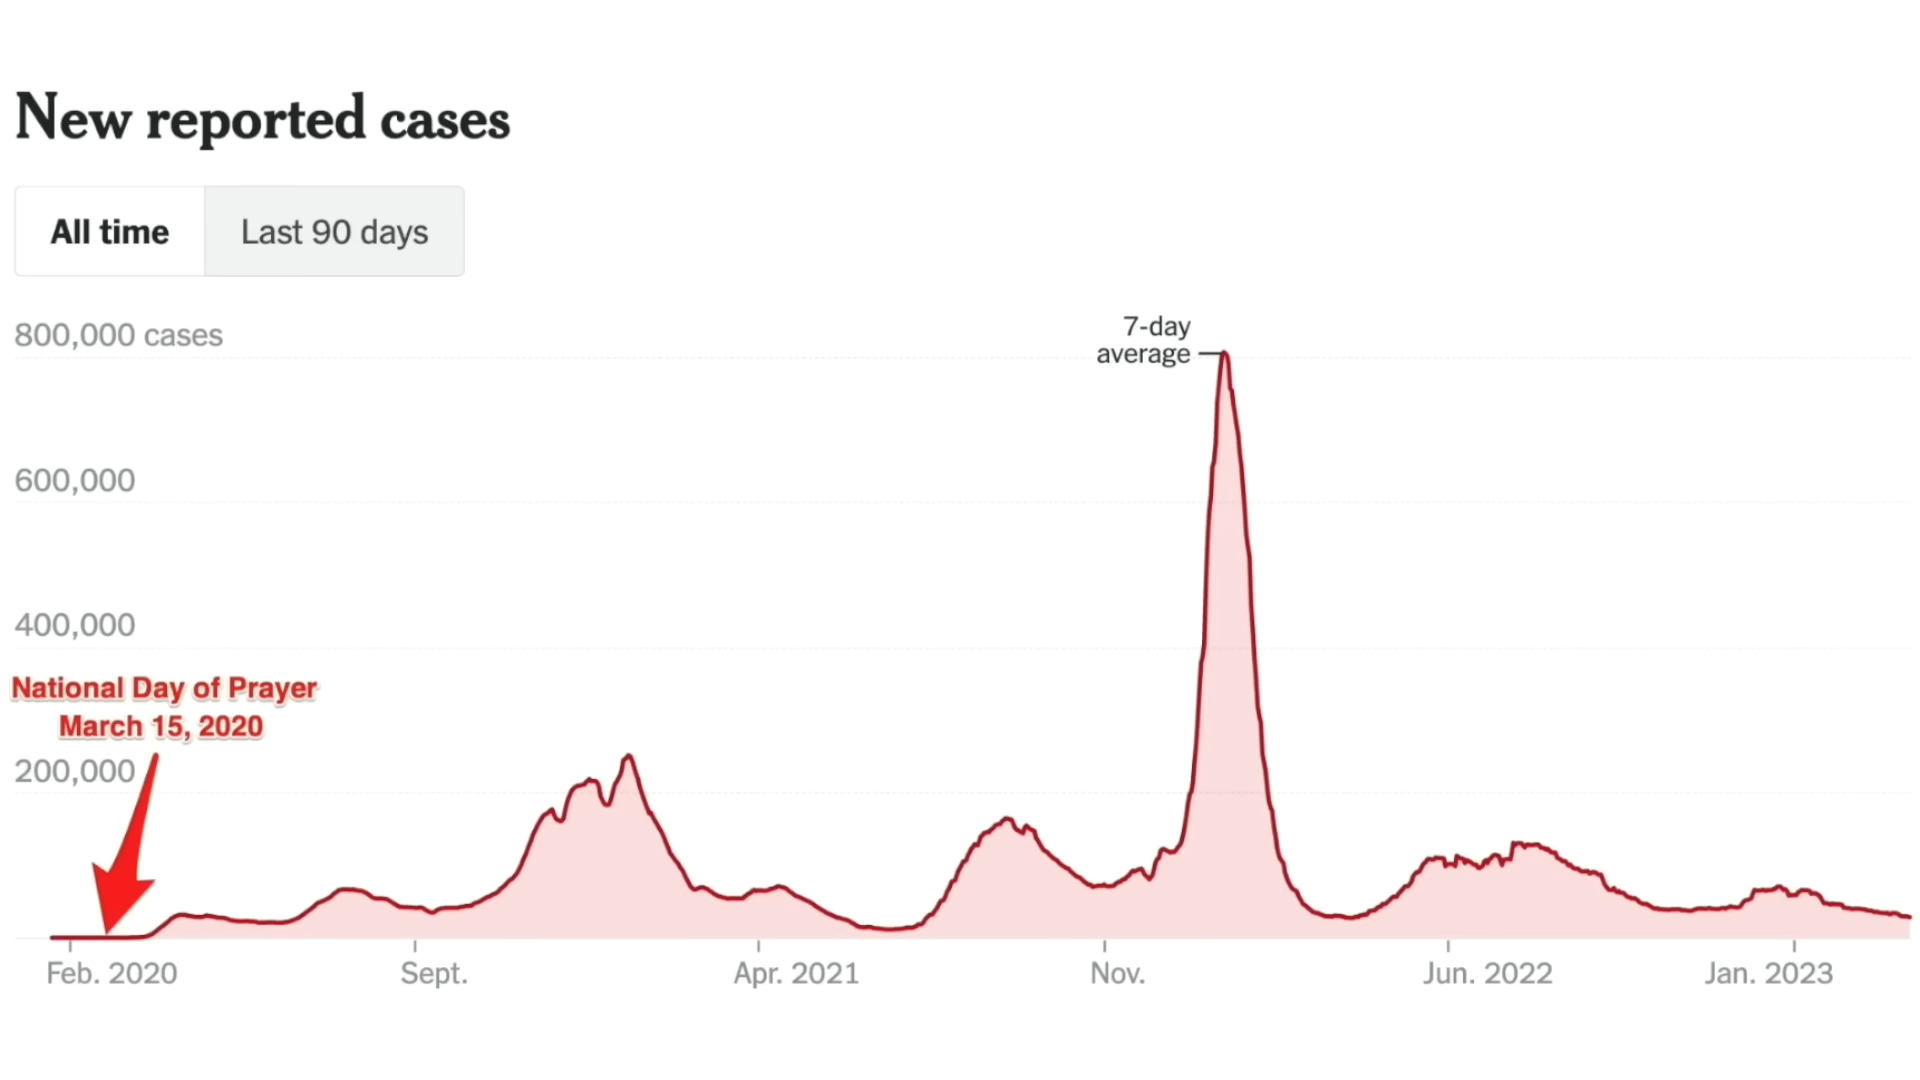 New reported cases
All time
Last 90 days
800,000 cases
7-day
average
600,000
400,000
National Day of Prayer
March 15, 2020
200,000
Feb. 2020
Sept.
Apr. 2021
Nov.
Jun. 2022
Jan. 2023